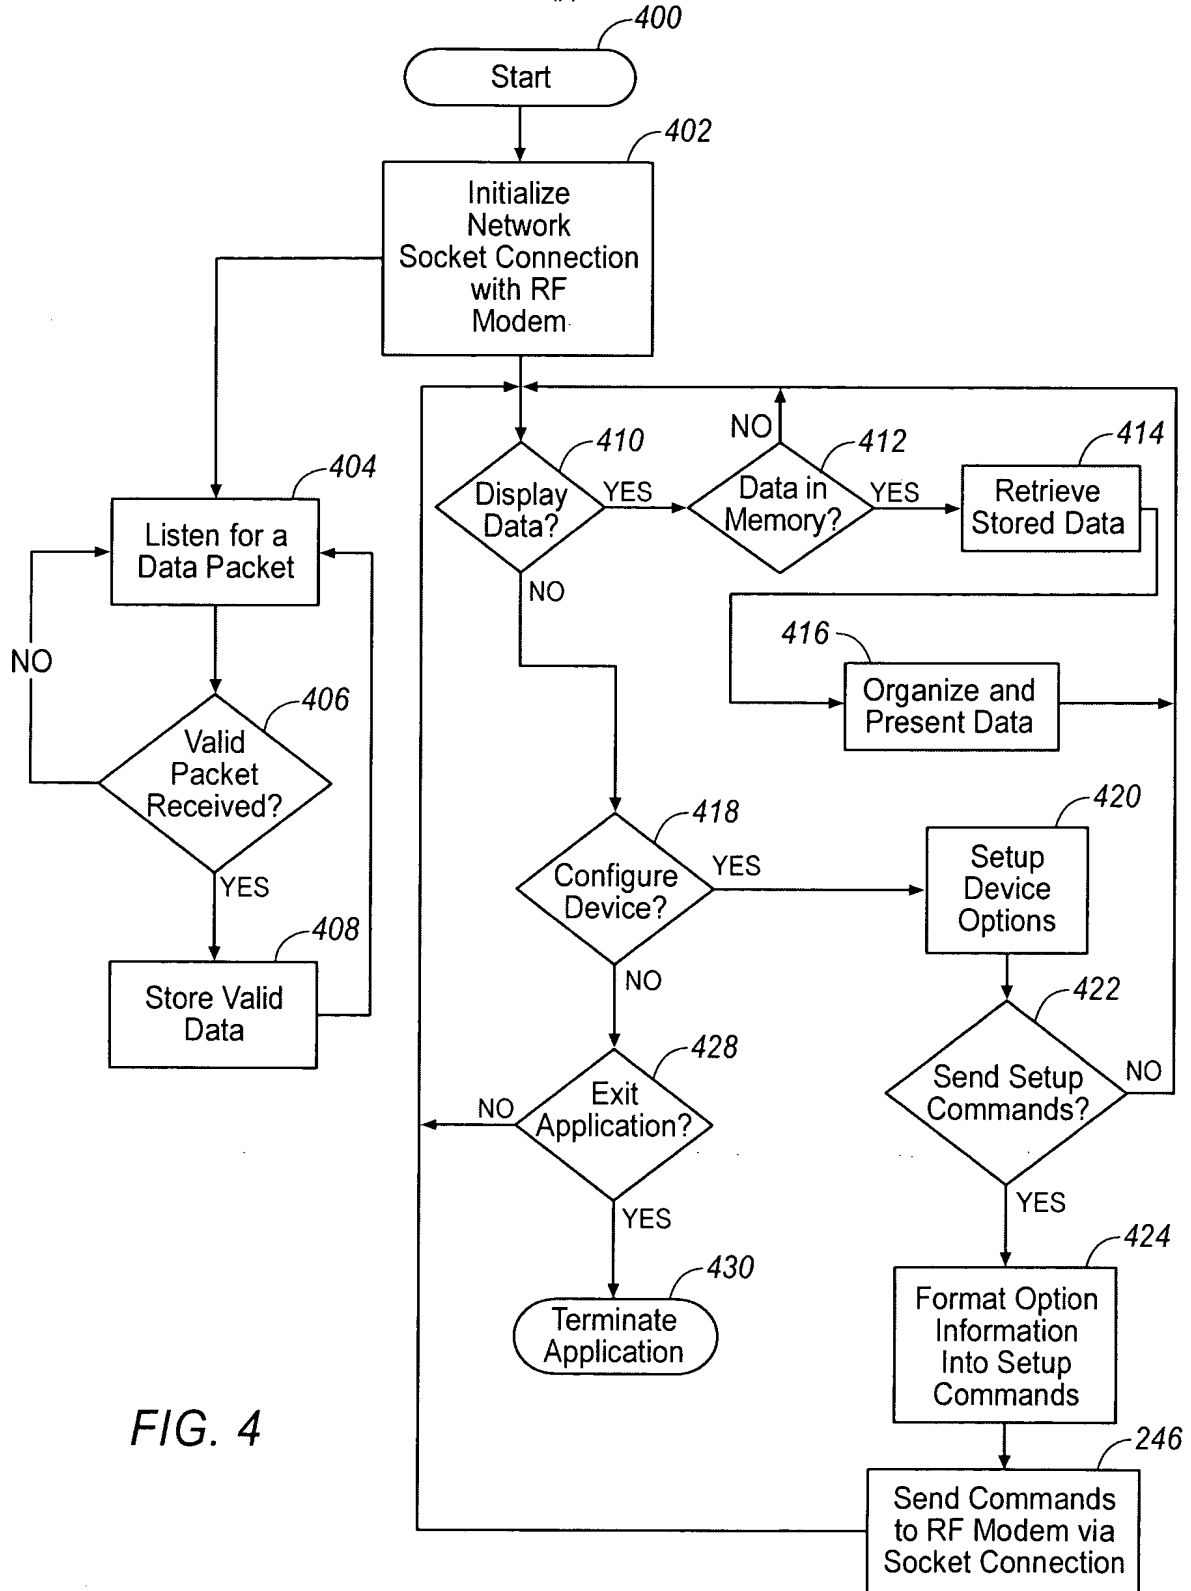 400
Start
402
Initialize
Network
Socket Connection
with RF
Modem
404
Listen for a
Data Packet
NO
406
Valid
Packet
Received?
YES
408
Store Valid
Data
410
Display
Data?
YES
NO
412
Data in
Memory?
NO
YES
414
Retrieve
Stored Data
416
Organize and
Present Data
418
Configure
Device?
YES
NO
420
Setup
Device
Options
422
Send Setup
Commands?
NO
YES
428
Exit
Application?
NO
YES
430
Terminate
Application
424
Format Option
Information
Into Setup
Commands
246
Send Commands
to RF Modem via
Socket Connection
FIG. 4